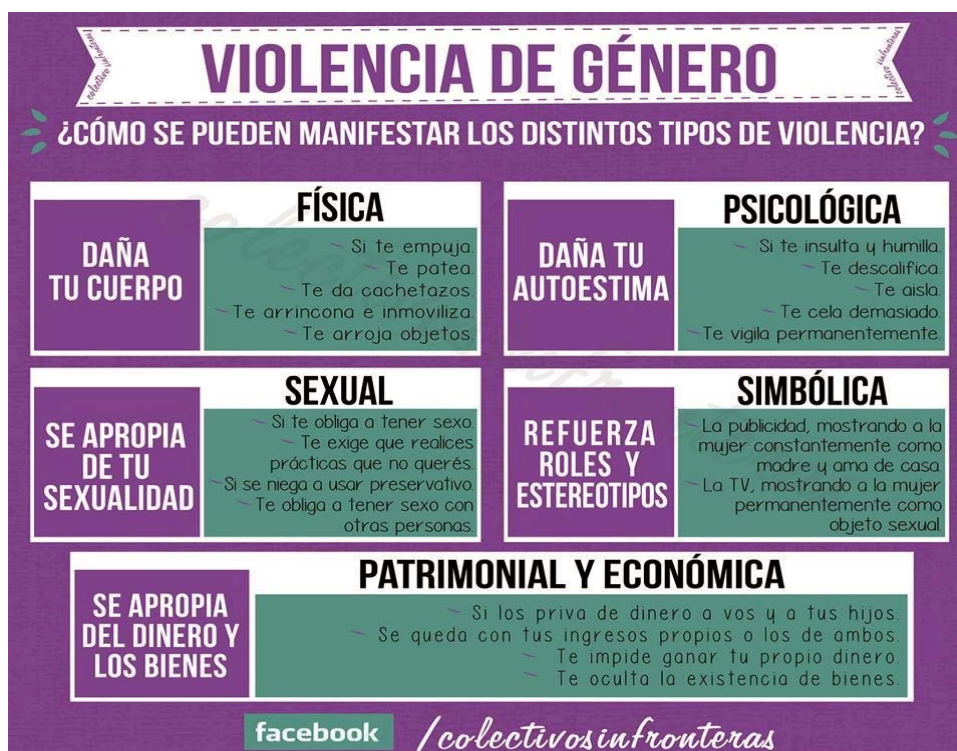 colectivo sinfronteras
VIOLENCIA DE GÉNERO
colectivo sinfronteras
¿CÓMO SE PUEDEN MANIFESTAR LOS DISTINTOS TIPOS DE VIOLENCIA?
FÍSICA
DAÑA
TU CUERPO
– Si te empuja.
– Te patea.
– Te da cachetazos.
– Te arrincona e inmoviliza.
– Te arroja objetos.
PSICOLÓGICA
DAÑA TU
AUTOESTIMA
– Si te insulta y humilla.
– Te descalifica.
– Te aisla.
– Te cela demasiado.
– Te vigila permanentemente.
SEXUAL
SE APROPIA
DE TU
SEXUALIDAD
– Si te obliga a tener sexo.
– Te exige que realices
prácticas que no querés.
– Si se niega a usar preservativo.
– Te obliga a tener sexo con
otras personas.
SIMBÓLICA
REFUERZA
ROLES Y
ESTEREOTIPOS
– La publicidad, mostrando a la
mujer constantemente como
madre y ama de casa.
– La TV, mostrando a la mujer
permanentemente como
objeto sexual.
PATRIMONIAL Y ECONÓMICA
SE APROPIA
DEL DINERO Y
LOS BIENES
– Si los priva de dinero a vos y a tus hijos.
– Se queda con tus ingresos propios o los de ambos.
– Te impide ganar tu propio dinero.
– Te oculta la existencia de bienes.
facebook /colectivosinfronteras